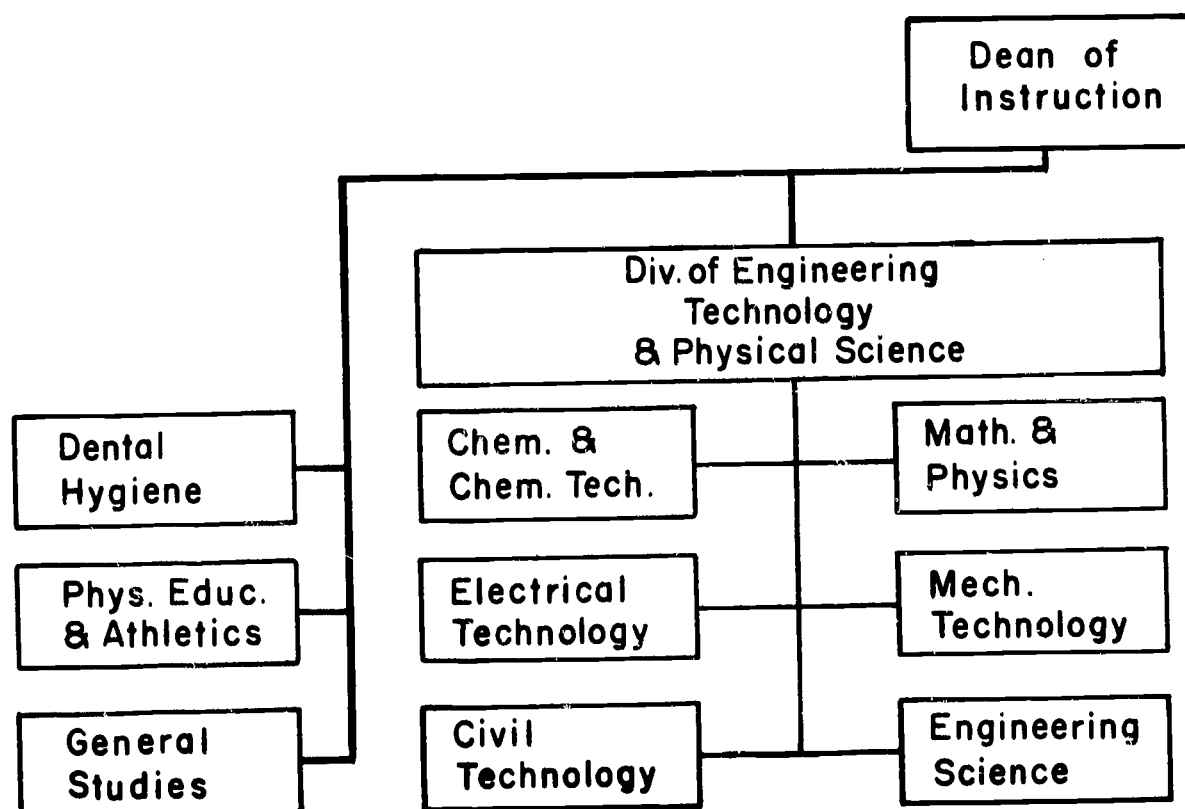 Dean of
Instruction
Div. of Engineering
Technology
& Physical Science
Dental
Hygiene
Chem. &
Chem. Tech.
Math. &
Physics
Phys. Educ.
& Athletics
Electrical
Technology
Mech.
Technology
General
Studies
Civil
Technology
Engineering
Science